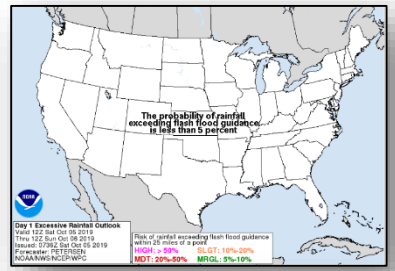 The probability of rainfall
exceeding flash flood guidance
is less than 5 percent
Day 1 Excessive Rainfall Outlook
Valid 12Z Sat Oct 05 2019
Thru 12Z Sun Oct 06 2019
Issued: 0736Z Sat Oct 05 2019
Forecaster: PETERSEN
NOAA/NWS/NCEP/WPC
Risk of rainfall exceeding flash flood guidance
within 25 miles of a point
HIGH: > 50% SLGT: 10%-20%
MDT: 20%-50% MRGL: 5%-10%